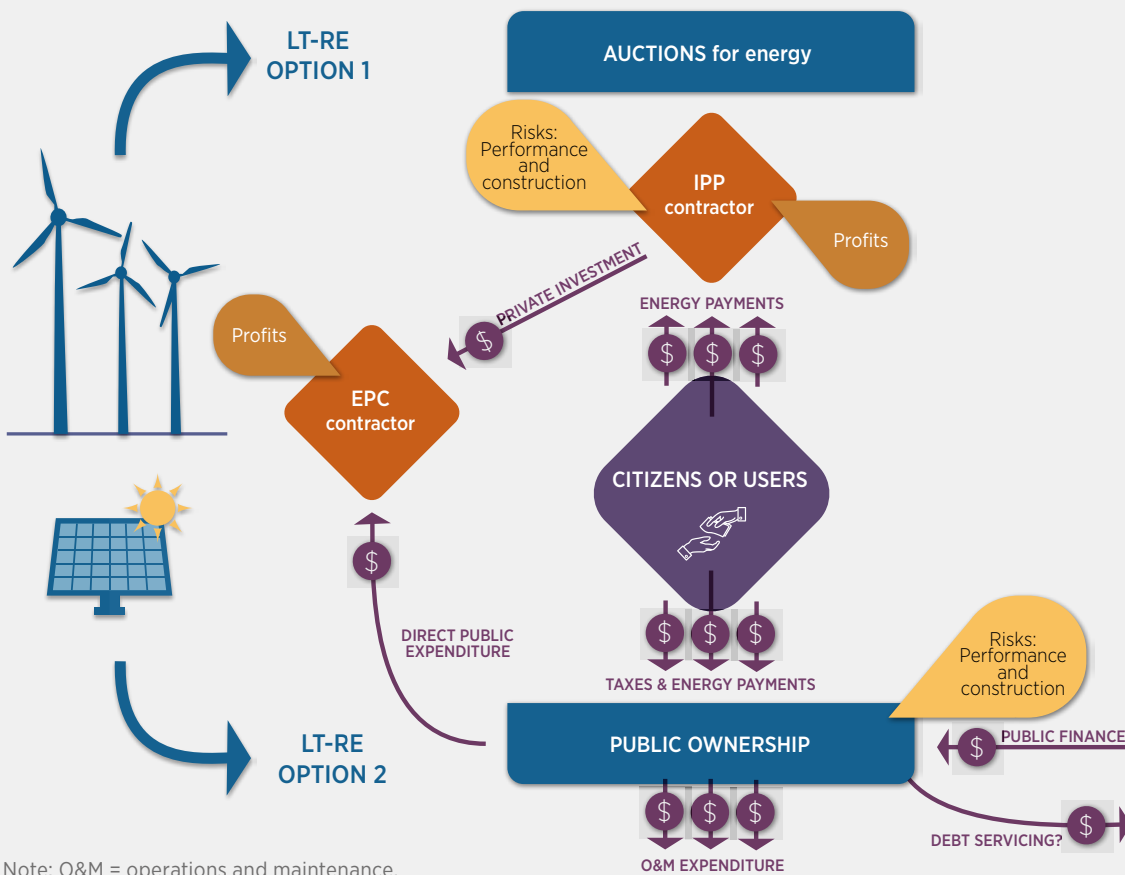 LT-RE
OPTION 1
AUCTIONS for energy
Risks:
Performance
and
construction
IPP
contractor
Profits
PRIVATE INVESTMENT
$
ENERGY PAYMENTS
$ $ $
Profits
EPC
contractor
CITIZENS OR USERS
$
DIRECT PUBLIC
EXPENDITURE
$ $ $
TAXES & ENERGY PAYMENTS
Risks:
Performance
and
construction
LT-RE
OPTION 2
PUBLIC OWNERSHIP
$ PUBLIC FINANCE
$ $ $
O&M EXPENDITURE
DEBT SERVICING? $
Note: O&M = operations and maintenance.